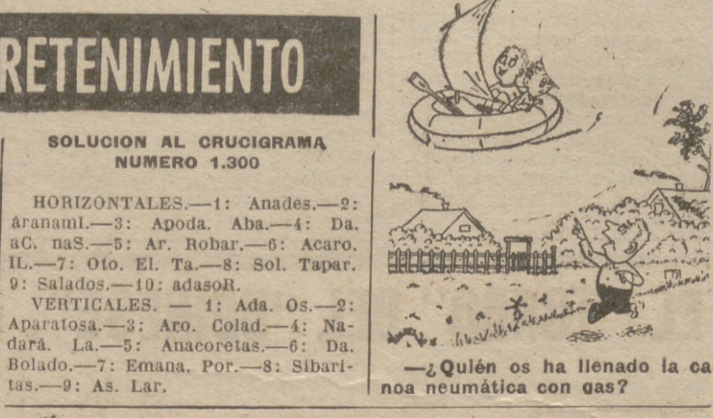 RETENIMIENTO
SOLUCION AL CRUCIGRAMA
NUMERO 1.300
HORIZONTALES.—1: Anades.—2:
áranamI.—3: Apoda. Aba.—4: Da.
aC. naS.—5: Ar. Robar.—6: Acaro.
IL.—7: Oto. El. Ta.—8: Sol. Tapar.
9: Salados.—10: adasoR.
VERTICALES. — 1: Ada. Os.—2:
Aparatosa.—3: Aro. Colad.—4: Na-
dará. La.—5: Anacoretas.—6: Da.
Bolado.—7: Emana. Por.—8: Sibari-
tas.—9: As. Lar.
—¿Quién os ha llenado la ca
noa neumática con gas?